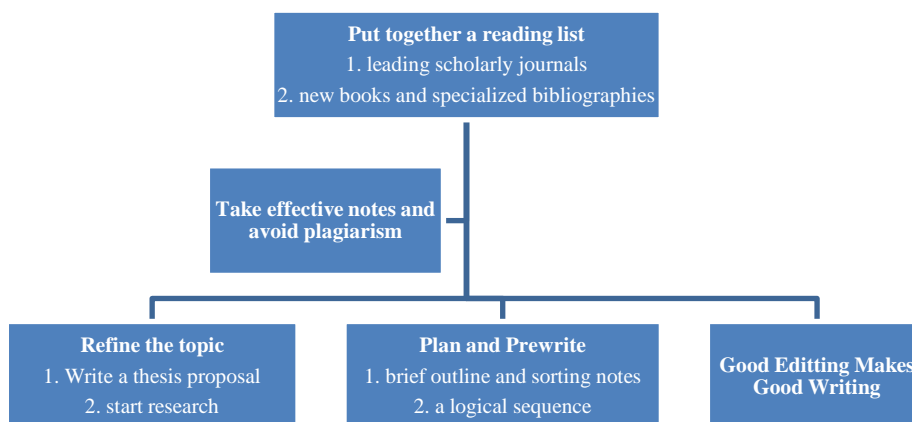 Put together a reading list
1. leading scholarly journals
2. new books and specialized bibliographies
Take effective notes and
avoid plagiarism
Refine the topic
1. Write a thesis proposal
2. start research
Plan and Prewrite
1. brief outline and sorting notes
2. a logical sequence
Good Editting Makes
Good Writing